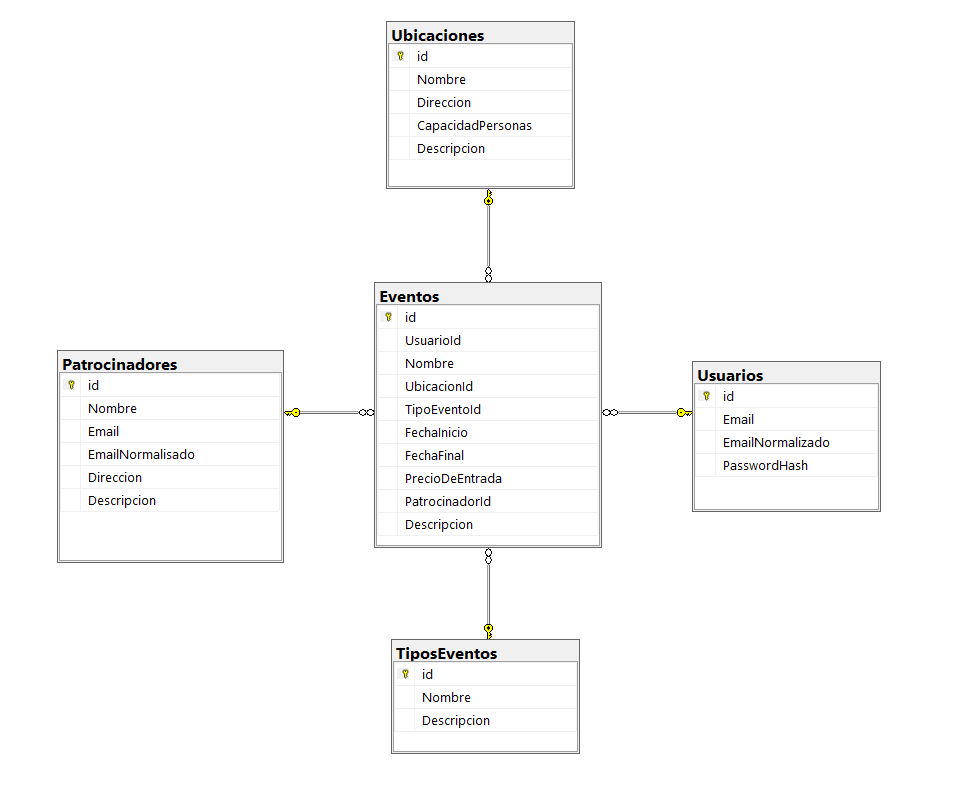 Ubicaciones
id
Nombre
Direccion
CapacidadPersonas
Descripcion
Eventos
id
UsuarioId
Nombre
UbicacionId
TipoEventoId
FechaInicio
FechaFinal
PrecioDeEntrada
PatrocinadorId
Descripcion
Patrocinadores
id
Nombre
Email
EmailNormalisado
Direccion
Descripcion
Usuarios
id
Email
EmailNormalizado
PasswordHash
TiposEventos
id
Nombre
Descripcion